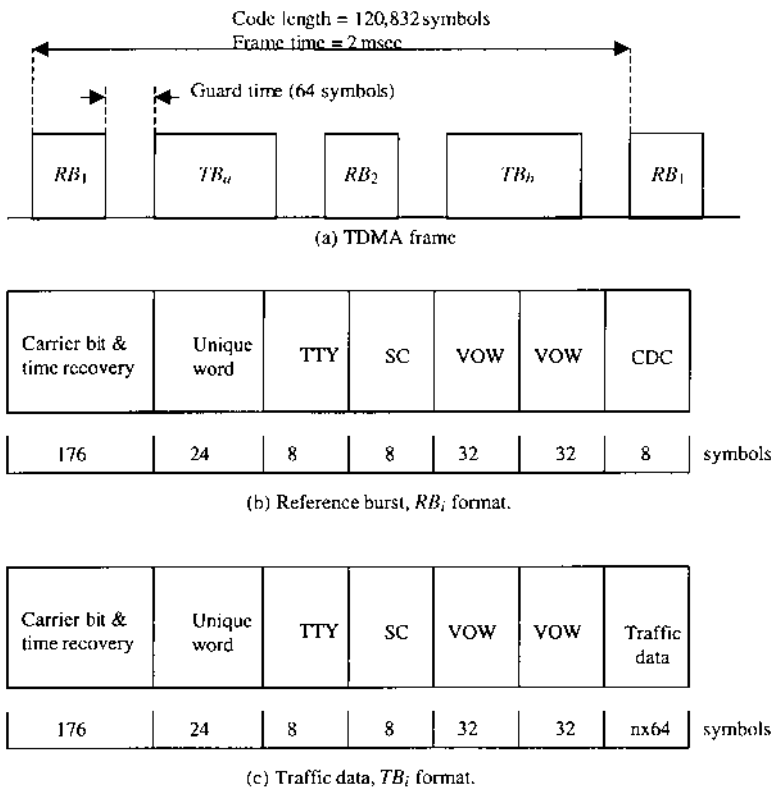 Code length = 120,832 symbols
Frame time = 2 msec
Guard time (64 symbols)
RB1 TBa RB2 TBb RB1
(a) TDMA frame
Carrier bit & time recovery Unique word TTY SC VOW VOW CDC
176 24 8 8 32 32 8 symbols
(b) Reference burst, RBi format.
Carrier bit & time recovery Unique word TTY SC VOW VOW Traffic data
176 24 8 8 32 32 nx64 symbols
(c) Traffic data, TBi format.